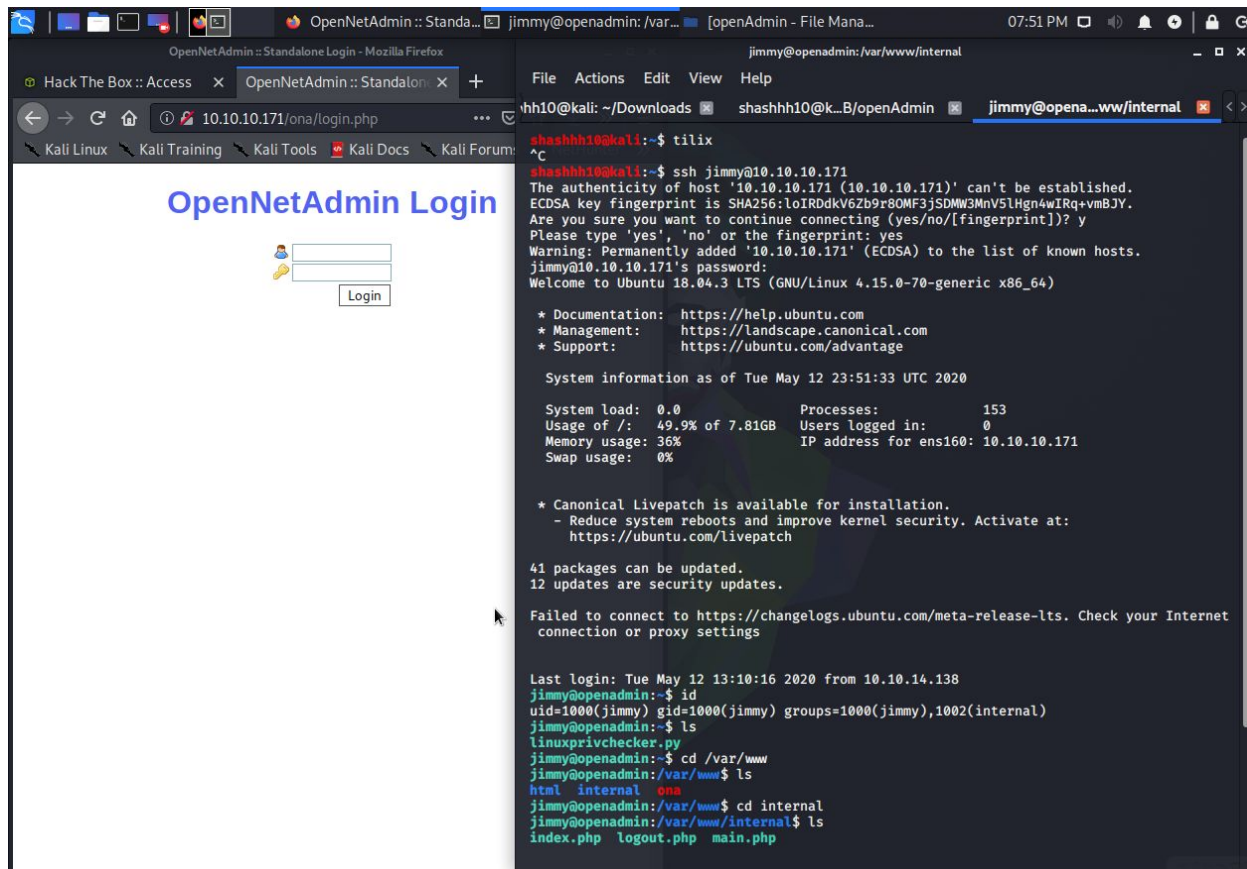 OpenNetAdmin :: Standa...
jimmy@openadmin: /var...
[openAdmin - File Mana...
07:51 PM
OpenNetAdmin :: Standalone Login - Mozilla Firefox
Hack The Box :: Access
OpenNetAdmin :: Standalon
10.10.10.171/ona/login.php
Kali Linux Kali Training Kali Tools Kali Docs Kali Forum
OpenNetAdmin Login
Login
jimmy@openadmin: /var/www/internal
File Actions Edit View Help
hh10@kali: ~/Downloads shashhh10@k...B/openAdmin jimmy@opena...ww/internal
shashhh10@kali:~$ tilix
^C
shashhh10@kali:~$ ssh jimmy@10.10.10.171
The authenticity of host '10.10.10.171 (10.10.10.171)' can't be established.
ECDSA key fingerprint is SHA256:loIRDdkV6Zb9r8OMF3jSDMW3MnV5lHgn4wIRq+vmBJY.
Are you sure you want to continue connecting (yes/no/[fingerprint])? y
Please type 'yes', 'no' or the fingerprint: yes
Warning: Permanently added '10.10.10.171' (ECDSA) to the list of known hosts.
jimmy@10.10.10.171's password:
Welcome to Ubuntu 18.04.3 LTS (GNU/Linux 4.15.0-70-generic x86_64)
* Documentation: https://help.ubuntu.com
* Management: https://landscape.canonical.com
* Support: https://ubuntu.com/advantage
System information as of Tue May 12 23:51:33 UTC 2020
System load: 0.0 Processes: 153
Usage of /: 49.9% of 7.81GB Users logged in: 0
Memory usage: 36% IP address for ens160: 10.10.10.171
Swap usage: 0%
* Canonical Livepatch is available for installation.
- Reduce system reboots and improve kernel security. Activate at:
https://ubuntu.com/livepatch
41 packages can be updated.
12 updates are security updates.
Failed to connect to https://changelogs.ubuntu.com/meta-release-lts. Check your Internet
connection or proxy settings
Last login: Tue May 12 13:10:16 2020 from 10.10.14.138
jimmy@openadmin:~$ id
uid=1000(jimmy) gid=1000(jimmy) groups=1000(jimmy),1002(internal)
jimmy@openadmin:~$ ls
linuxprivchecker.py
jimmy@openadmin:~$ cd /var/www
jimmy@openadmin:/var/www$ ls
html internal ona
jimmy@openadmin:/var/www$ cd internal
jimmy@openadmin:/var/www/internal$ ls
index.php logout.php main.php